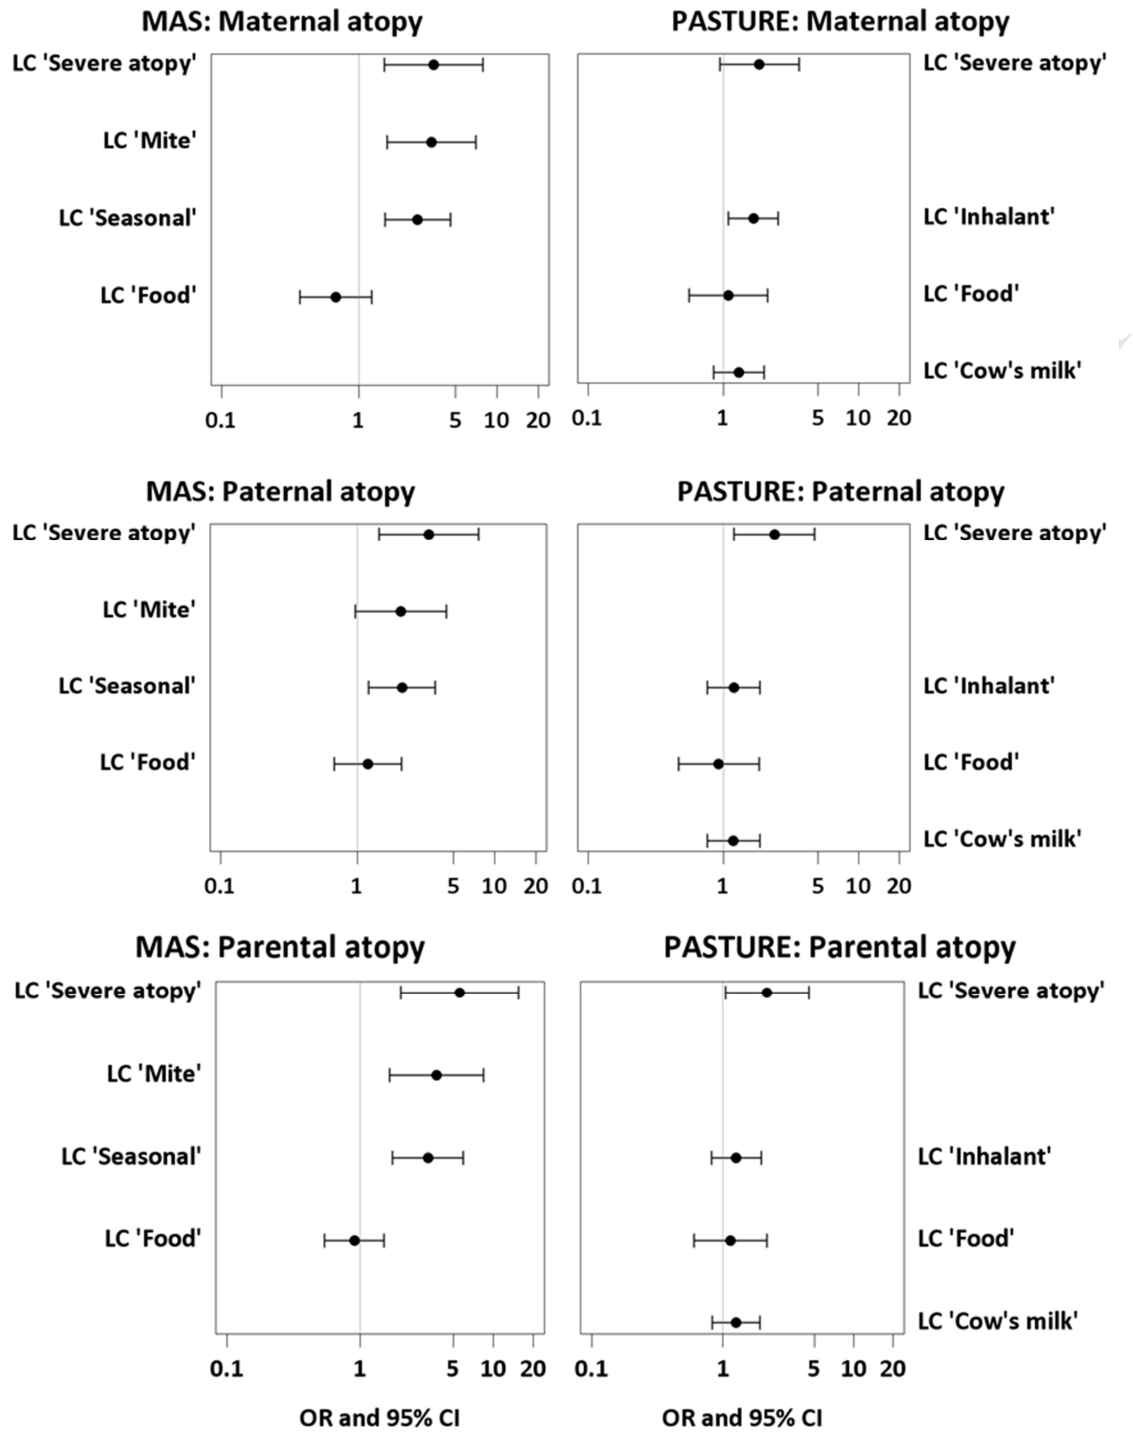 MAS: Maternal atopy
LC 'Severe atopy'
LC 'Mite'
LC 'Seasonal'
LC 'Food'
0.1 1 5 10 20
PASTURE: Maternal atopy
LC 'Severe atopy'
LC 'Inhalant'
LC 'Food'
LC 'Cow's milk'
0.1 1 5 10 20
MAS: Paternal atopy
LC 'Severe atopy'
LC 'Mite'
LC 'Seasonal'
LC 'Food'
0.1 1 5 10 20
PASTURE: Paternal atopy
LC 'Severe atopy'
LC 'Inhalant'
LC 'Food'
LC 'Cow's milk'
0.1 1 5 10 20
MAS: Parental atopy
LC 'Severe atopy'
LC 'Mite'
LC 'Seasonal'
LC 'Food'
0.1 1 5 10 20
OR and 95% CI
PASTURE: Parental atopy
LC 'Severe atopy'
LC 'Inhalant'
LC 'Food'
LC 'Cow's milk'
0.1 1 5 10 20
OR and 95% CI